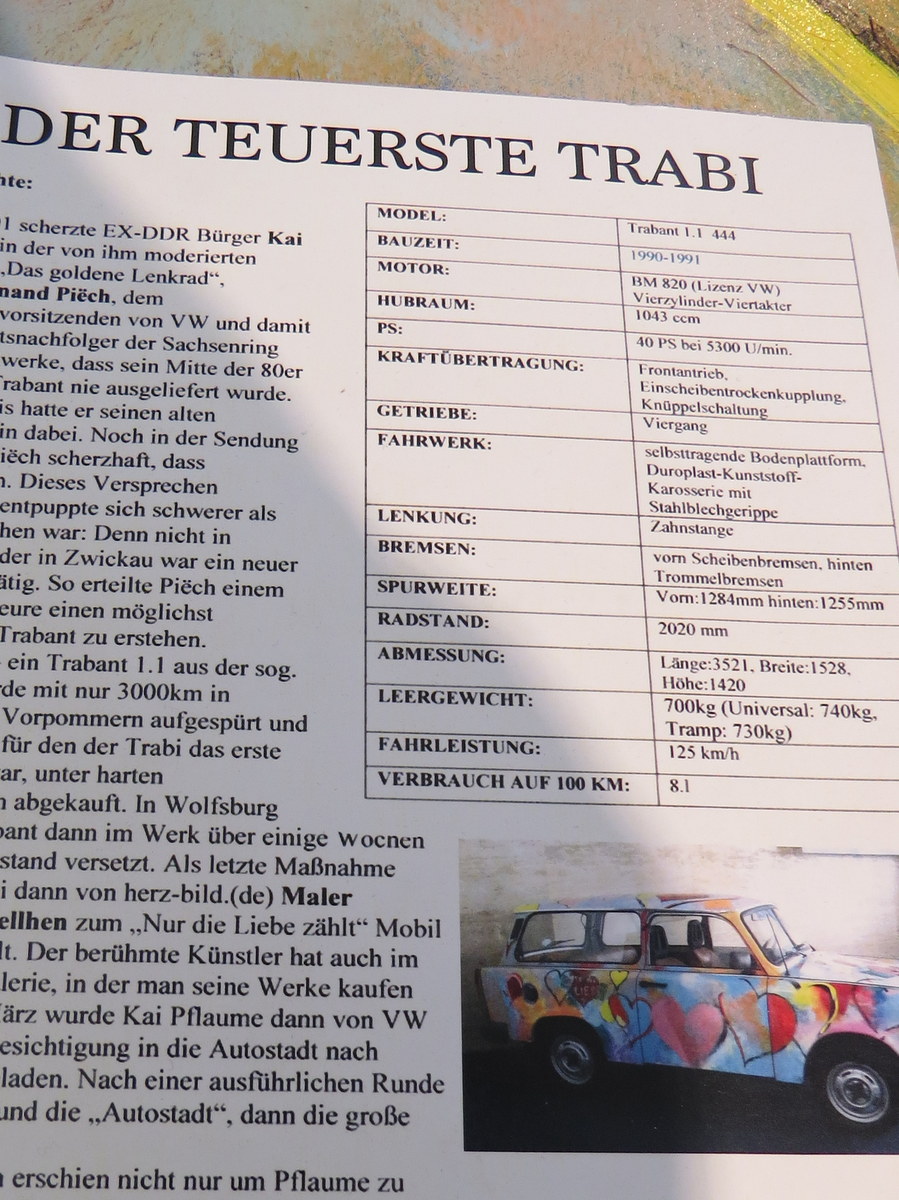 DER TEUERSTE TRABI
hte:
1 scherzte EX-DDR Bürger Kai
in der von ihm moderierten
„Das goldene Lenkrad“,
nand Piëch, dem
vorsitzenden von VW und damit
tsnachfolger der Sachsenring
werke, dass sein Mitte der 80er
rabant nie ausgeliefert wurde.
is hatte er seinen alten
in dabei. Noch in der Sendung
iëch scherzhaft, dass
n. Dieses Versprechen
entpuppte sich schwerer als
hen war: Denn nicht in
der in Zwickau war ein neuer
ätig. So erteilte Piëch einem
eure einen möglichst
Trabant zu erstehen.
ein Trabant 1.1 aus der sog.
de mit nur 3000km in
Vorpommern aufgespürt und
für den der Trabi das erste
ar, unter harten
n abgekauft. In Wolfsburg
bant dann im Werk über einige Wochen
stand versetzt. Als letzte Maßnahme
i dann von herz-bild.(de) Maler
ellhen zum „Nur die Liebe zählt“ Mobil
lt. Der berühmte Künstler hat auch im
lerie, in der man seine Werke kaufen
ärz wurde Kai Pflaume dann von VW
esichtigung in die Autostadt nach
laden. Nach einer ausführlichen Runde
und die „Autostadt“, dann die große
n erschien nicht nur um Pflaume zu
MODEL: Trabant 1.1 444
BAUZEIT: 1990-1991
MOTOR: BM 820 (Lizenz VW)
Vierzylinder-Viertakter
HUBRAUM: 1043 ccm
PS: 40 PS bei 5300 U/min.
KRAFTÜBERTRAGUNG: Frontantrieb,
Einscheibentrockenkupplung,
Knüppelschaltung
GETRIEBE: Viergang
FAHRWERK: selbsttragende Bodenplattform,
Duroplast-Kunststoff-
Karosserie mit
Stahlblechgerippe
LENKUNG: Zahnstange
BREMSEN: vorn Scheibenbremsen, hinten
Trommelbremsen
SPURWEITE: Vorn:1284mm hinten:1255mm
RADSTAND: 2020 mm
ABMESSUNG: Länge:3521, Breite:1528,
Höhe:1420
LEERGEWICHT: 700kg (Universal: 740kg,
Tramp: 730kg)
FAHRLEISTUNG: 125 km/h
VERBRAUCH AUF 100 KM: 8.1